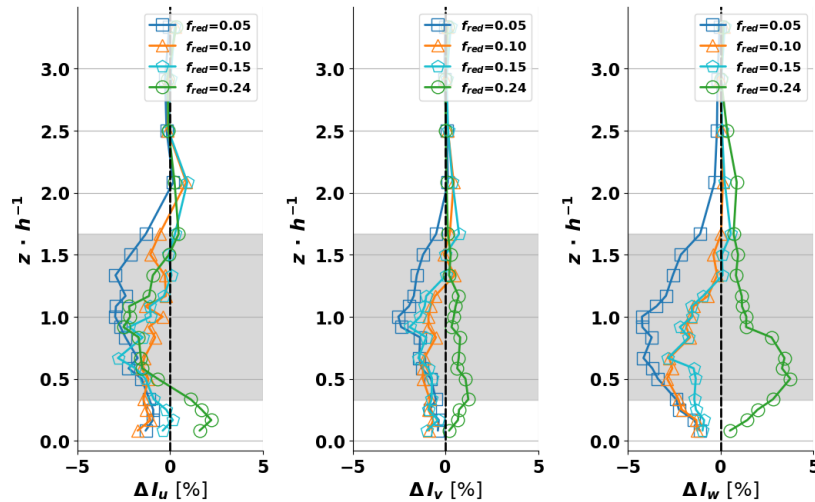 f_red=0.05
f_red=0.10
f_red=0.15
f_red=0.24
3.0
2.5
2.0
1.5
1.0
0.5
0.0
z · h⁻¹
−5 0 5
Δ I_u [%]
f_red=0.05
f_red=0.10
f_red=0.15
f_red=0.24
3.0
2.5
2.0
1.5
1.0
0.5
0.0
z · h⁻¹
−5 0 5
Δ I_v [%]
f_red=0.05
f_red=0.10
f_red=0.15
f_red=0.24
3.0
2.5
2.0
1.5
1.0
0.5
0.0
z · h⁻¹
−5 0 5
Δ I_w [%]